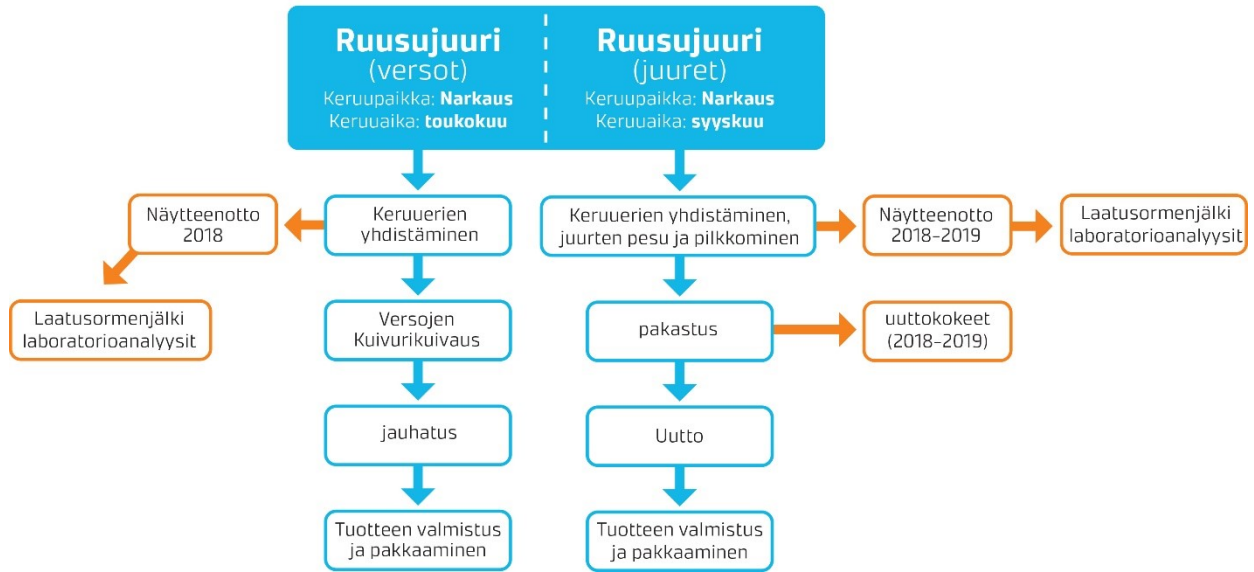 Ruusujuuri
(versot)
Keruupaikka: Narkaus
Keruuaika: toukokuu
Ruusujuuri
(juuret)
Keruupaikka: Narkaus
Keruuaika: syyskuu
Näytteenotto
2018
Keruuerien
yhdistäminen
Keruuerien yhdistäminen,
juurten pesu ja pilkkominen
Näytteenotto
2018-2019
Laatusormenjälki
laboratorioanalyysit
Laatusormenjälki
laboratorioanalyysit
Versojen
Kuivurikuivaus
pakastus
uuttokokeet
(2018-2019)
jauhatus
Uutto
Tuotteen valmistus
ja pakkaaminen
Tuotteen valmistus
ja pakkaaminen